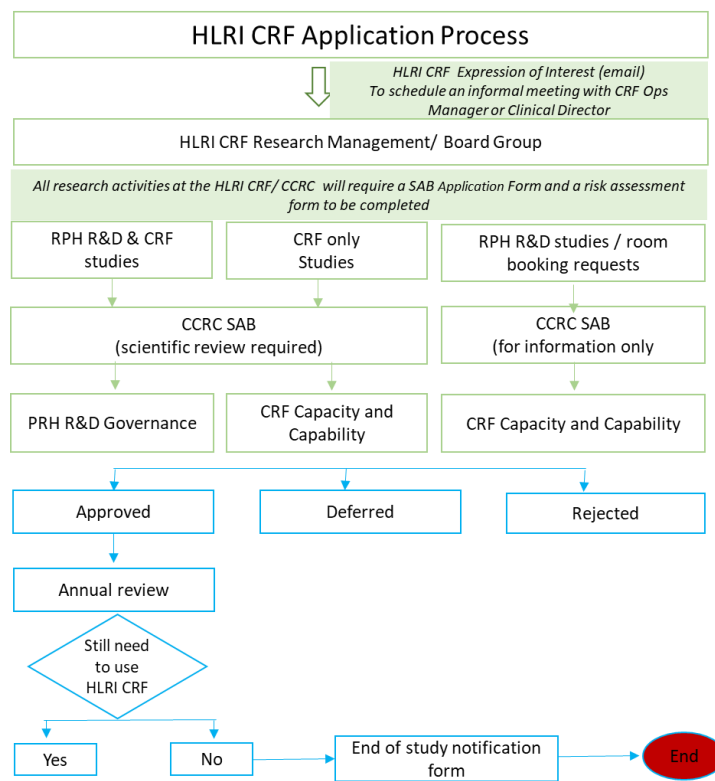 HLRI CRF Application Process
HLRI CRF  Expression of Interest (email)
To schedule an informal meeting with CRF Ops
Manager or Clinical Director
HLRI CRF Research Management/ Board Group
All research activities at the HLRI CRF/ CCRC  will require a SAB Application Form and a risk assessment
form to be completed
RPH R&D & CRF
studies
CRF only
Studies
RPH R&D studies / room
booking requests
CCRC SAB
(scientific review required)
CCRC SAB
(for information only
PRH R&D Governance
CRF Capacity and
Capability
CRF Capacity and Capability
Approved
Deferred
Rejected
Annual review
Still need
to use
HLRI CRF
Yes
No
End of study notification
form
End